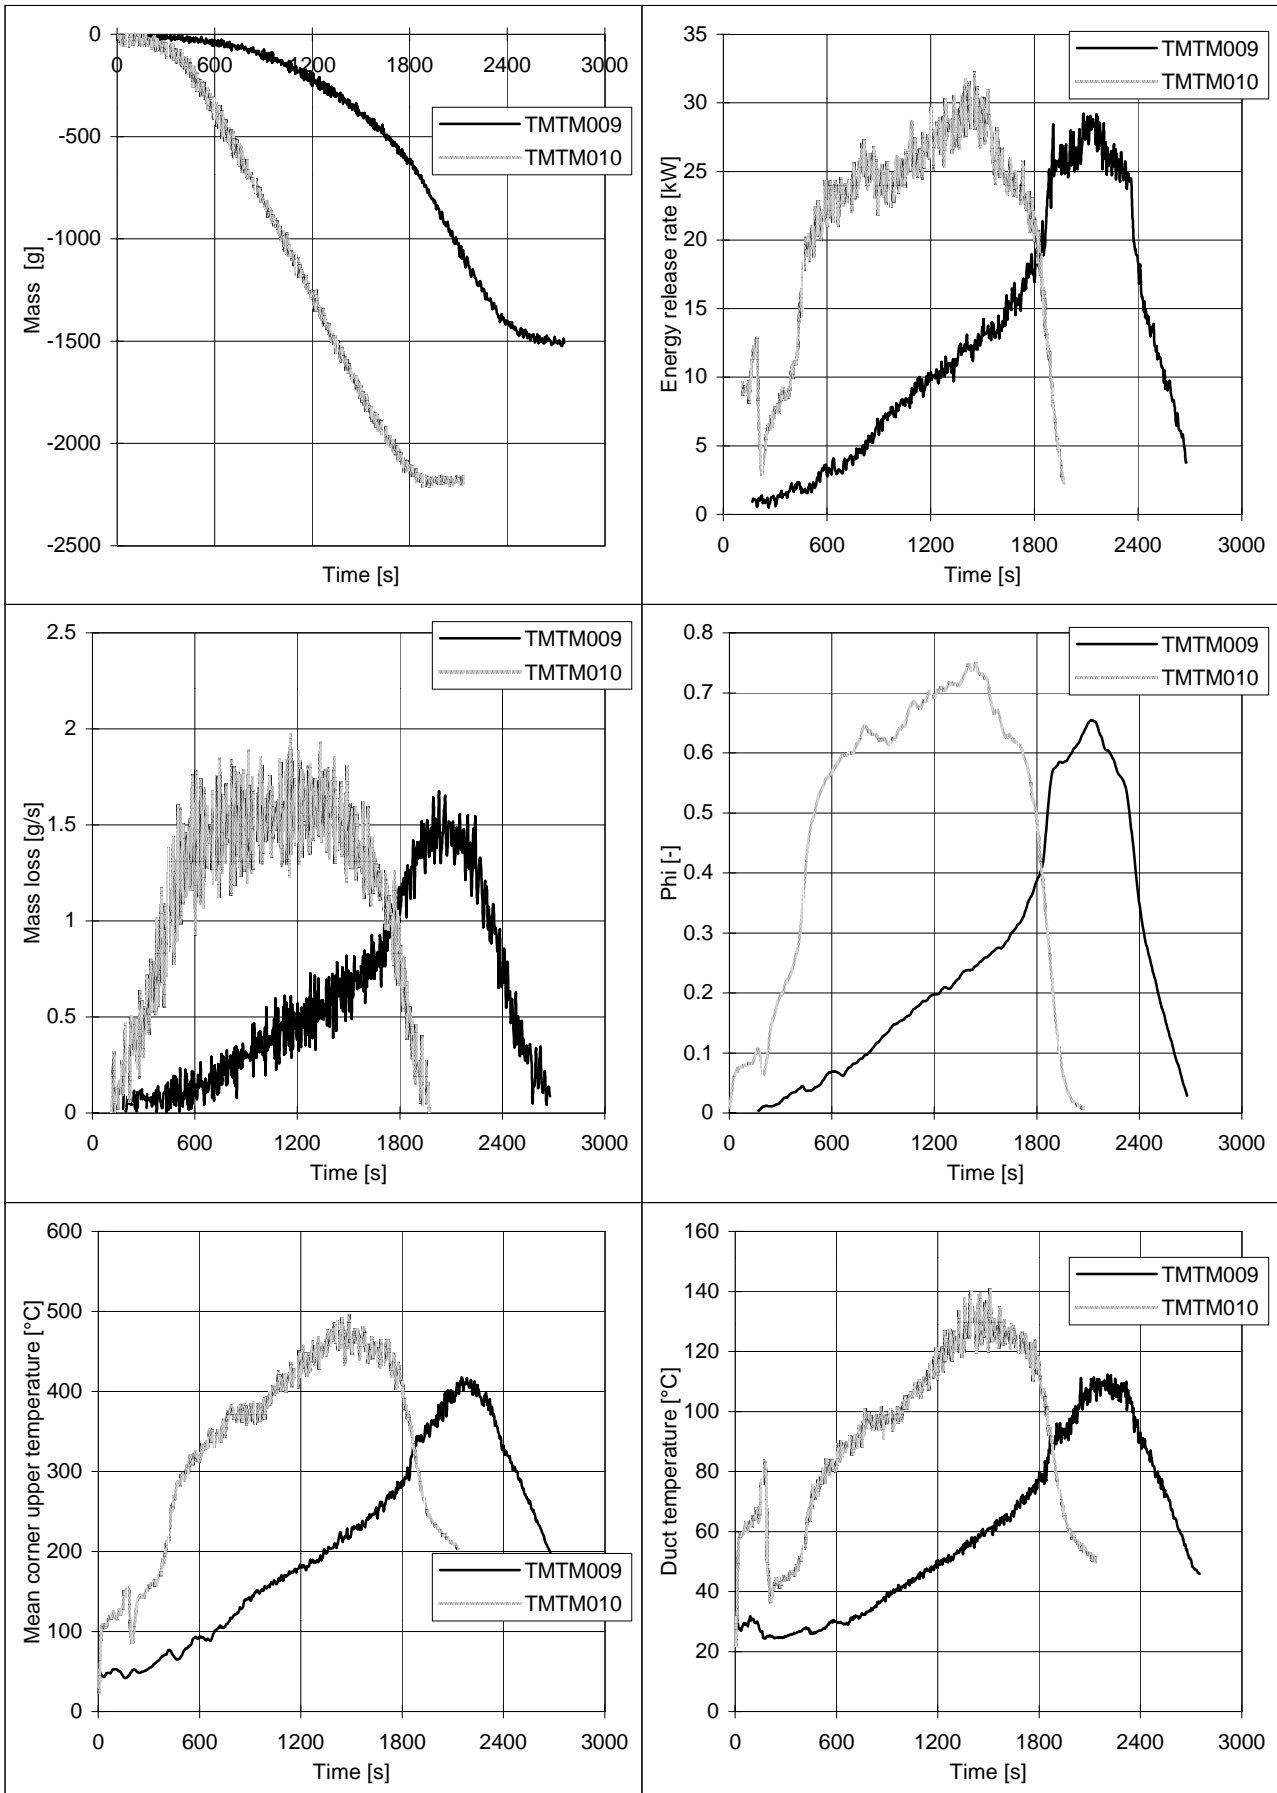 0
-500
-1000
-1500
-2000
-2500
0 600 1200 1800 2400 3000
Mass [g]
Time [s]
TMTM009
TMTM010
35
30
25
20
15
10
5
0
0 600 1200 1800 2400 3000
Energy release rate [kW]
Time [s]
TMTM009
TMTM010
2.5
2
1.5
1
0.5
0
0 600 1200 1800 2400 3000
Mass loss [g/s]
Time [s]
TMTM009
TMTM010
0.8
0.7
0.6
0.5
0.4
0.3
0.2
0.1
0
0 600 1200 1800 2400 3000
Phi [-]
Time [s]
TMTM009
TMTM010
600
500
400
300
200
100
0
0 600 1200 1800 2400 3000
Mean corner upper temperature [°C]
Time [s]
TMTM009
TMTM010
160
140
120
100
80
60
40
20
0
0 600 1200 1800 2400 3000
Duct temperature [°C]
Time [s]
TMTM009
TMTM010